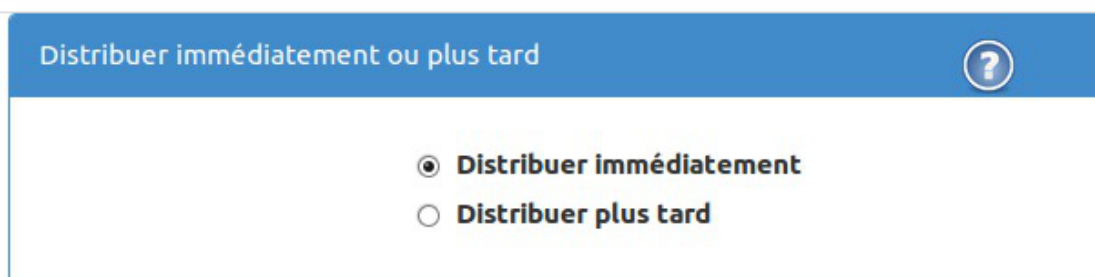 Distribuer immédiatement ou plus tard
?
Distribuer immédiatement
Distribuer plus tard